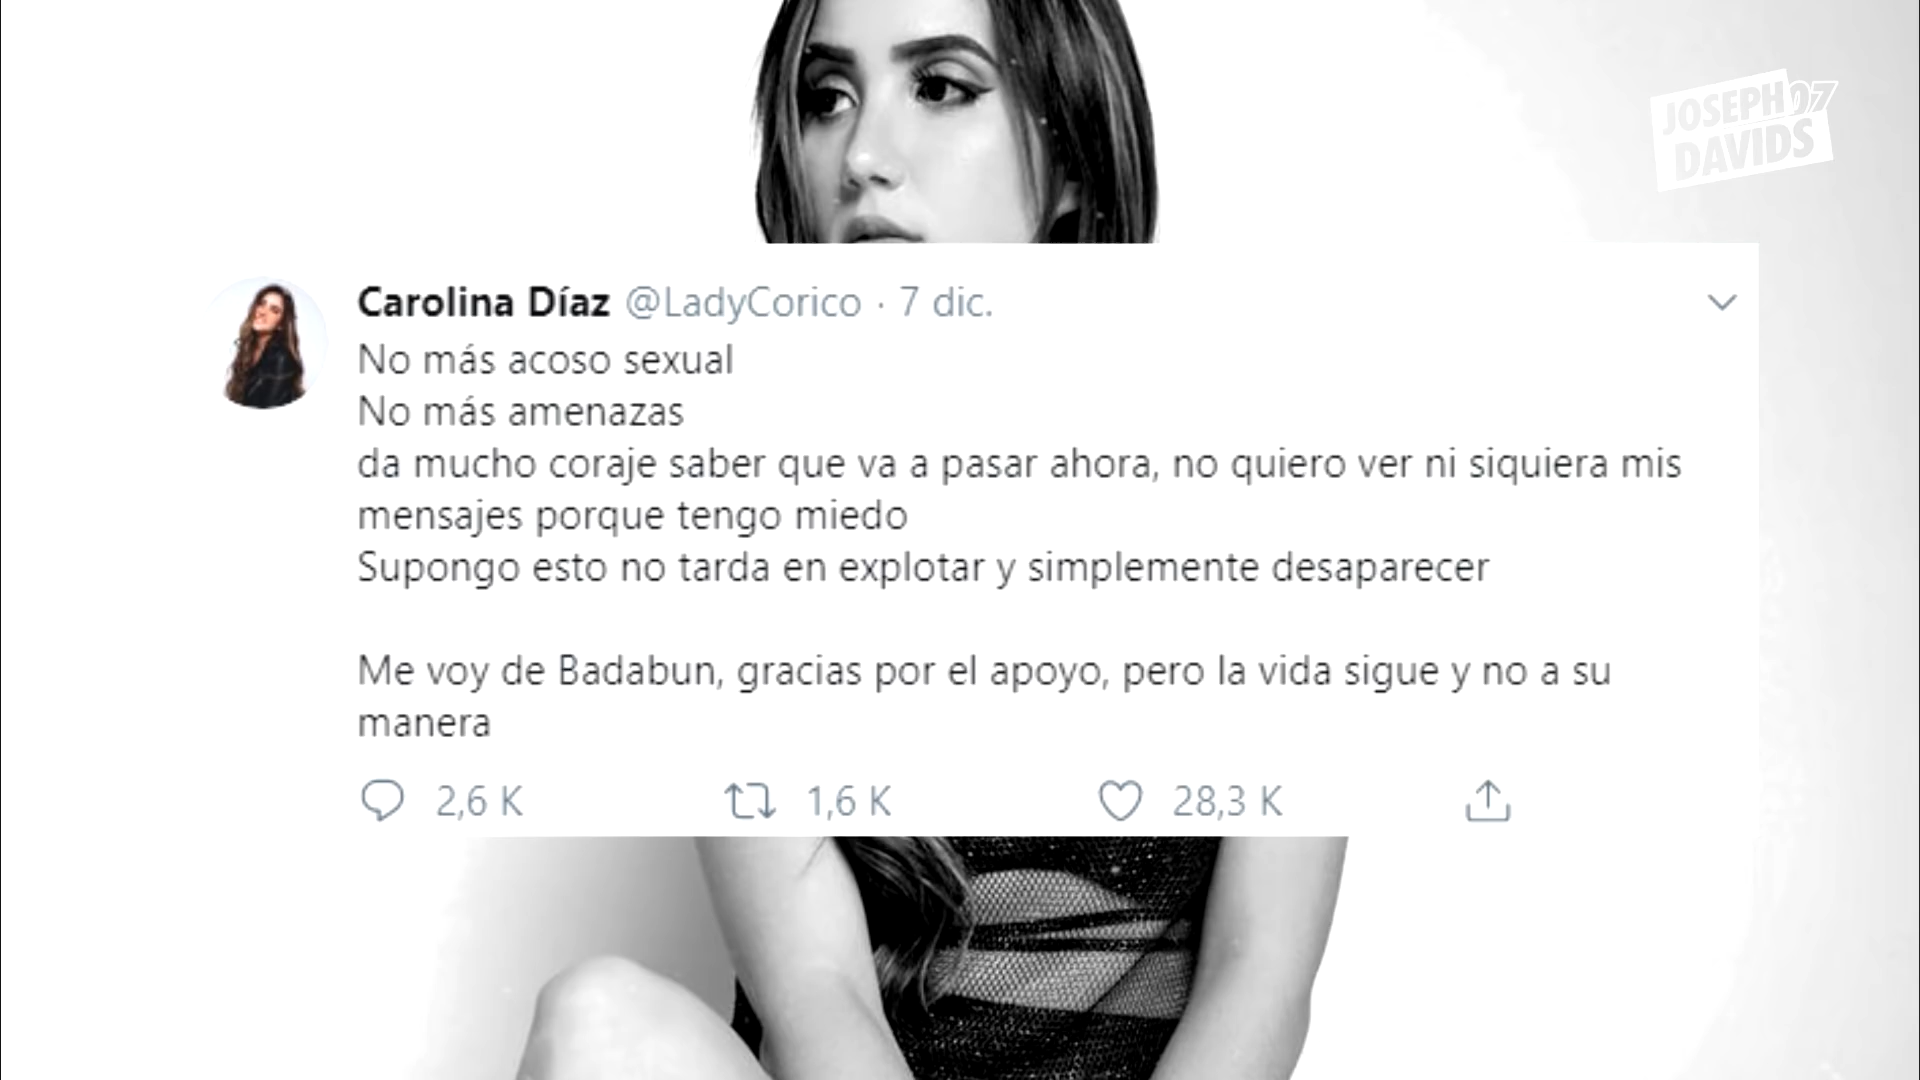 JOSEPH 07
DAVIDS
Carolina Díaz @LadyCorico · 7 dic.
No más acoso sexual
No más amenazas
da mucho coraje saber que va a pasar ahora, no quiero ver ni siquiera mis
mensajes porque tengo miedo
Supongo esto no tarda en explotar y simplemente desaparecer
Me voy de Badabun, gracias por el apoyo, pero la vida sigue y no a su
manera
2,6 K 1,6 K 28,3 K